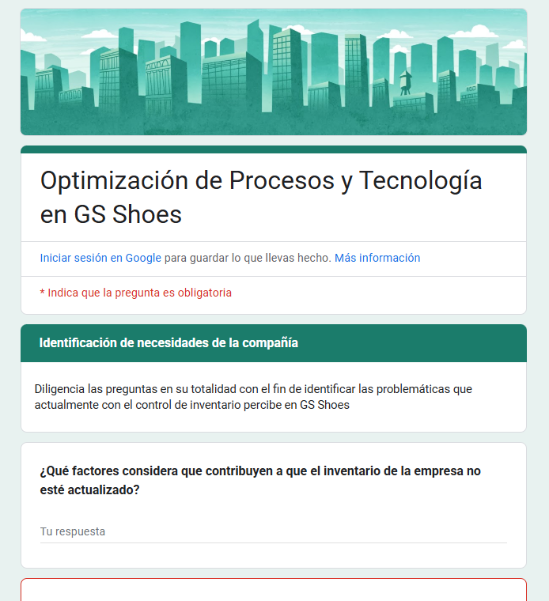 Optimización de Procesos y Tecnología
en GS Shoes
Iniciar sesión en Google para guardar lo que llevas hecho. Más información
* Indica que la pregunta es obligatoria
Identificación de necesidades de la compañía
Diligencia las preguntas en su totalidad con el fin de identificar las problemáticas que
actualmente con el control de inventario percibe en GS Shoes
¿Qué factores considera que contribuyen a que el inventario de la empresa no
esté actualizado?
Tu respuesta